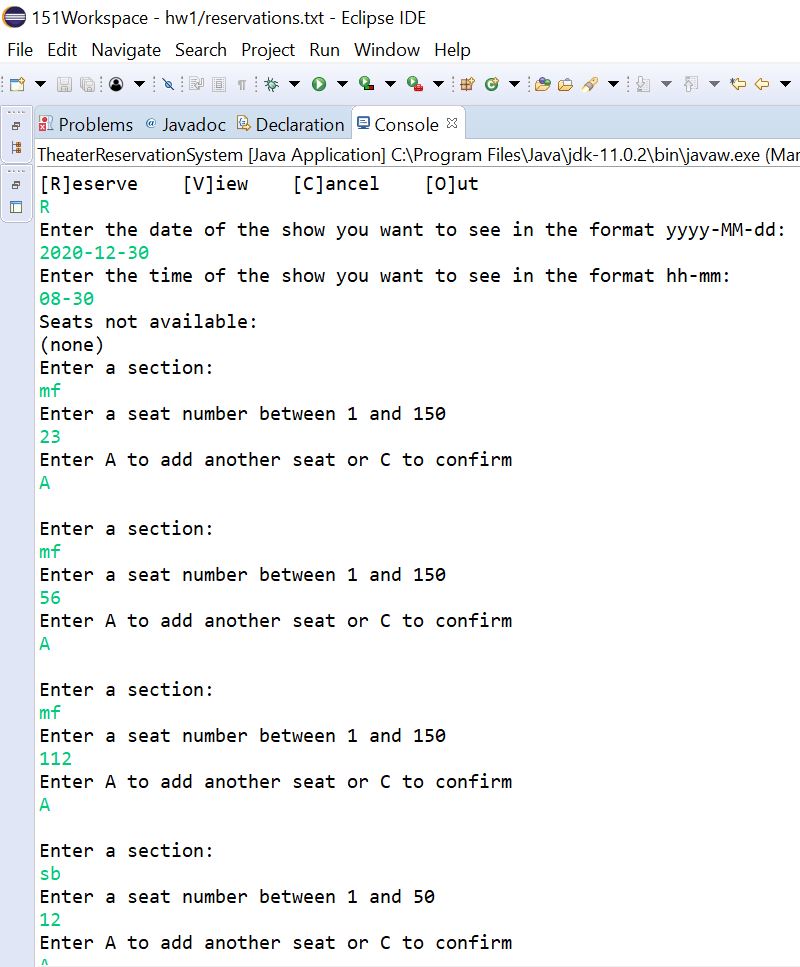 151Workspace - hw1/reservations.txt - Eclipse IDE
File Edit Navigate Search Project Run Window Help
Problems @ Javadoc Declaration Console
TheaterReservationSystem [Java Application] C:\Program Files\Java\jdk-11.0.2\bin\javaw.exe (Mar
[R]eserve    [V]iew    [C]ancel    [O]ut
R
Enter the date of the show you want to see in the format yyyy-MM-dd:
2020-12-30
Enter the time of the show you want to see in the format hh-mm:
08-30
Seats not available:
(none)
Enter a section:
mf
Enter a seat number between 1 and 150
23
Enter A to add another seat or C to confirm
A
Enter a section:
mf
Enter a seat number between 1 and 150
56
Enter A to add another seat or C to confirm
A
Enter a section:
mf
Enter a seat number between 1 and 150
112
Enter A to add another seat or C to confirm
A
Enter a section:
sb
Enter a seat number between 1 and 50
12
Enter A to add another seat or C to confirm
A